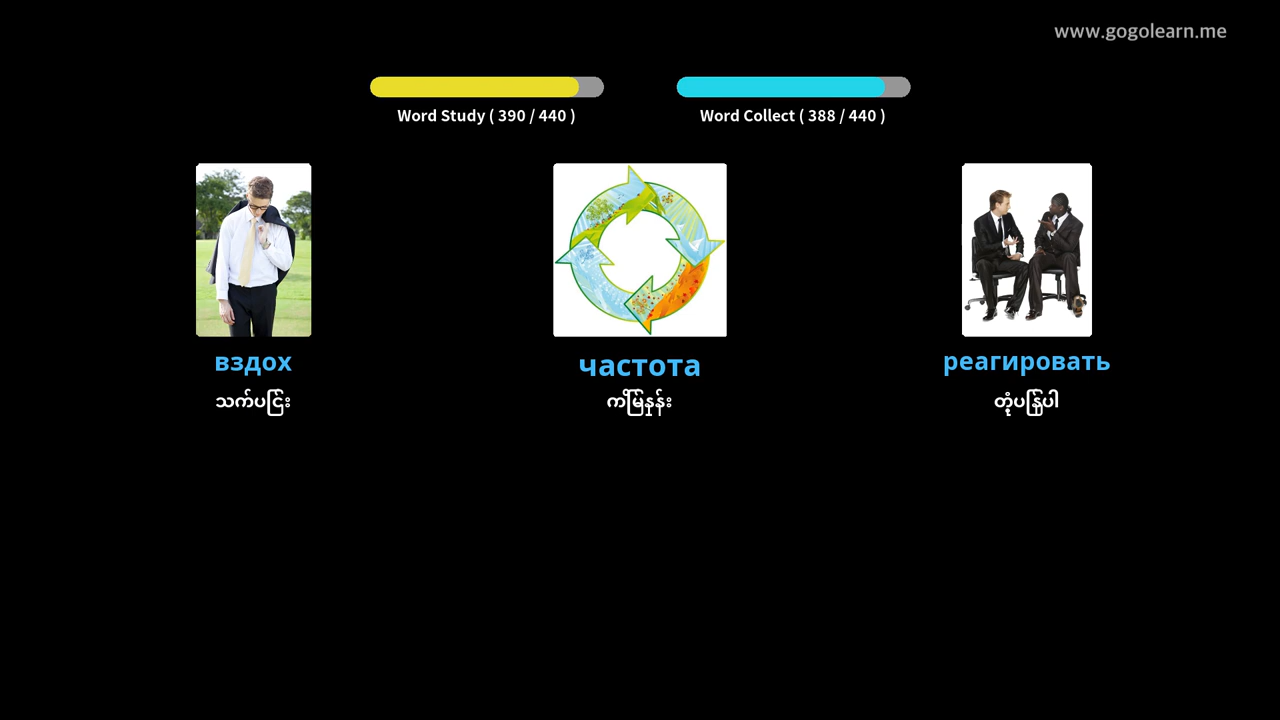 www.gogolearn.me
Word Study ( 390 / 440 )
Word Collect ( 388 / 440 )
вздох
частота
реагировать
သက်ပြင်း
ကြိမ်နှုန်း
တုံ့ပြန်ပါ